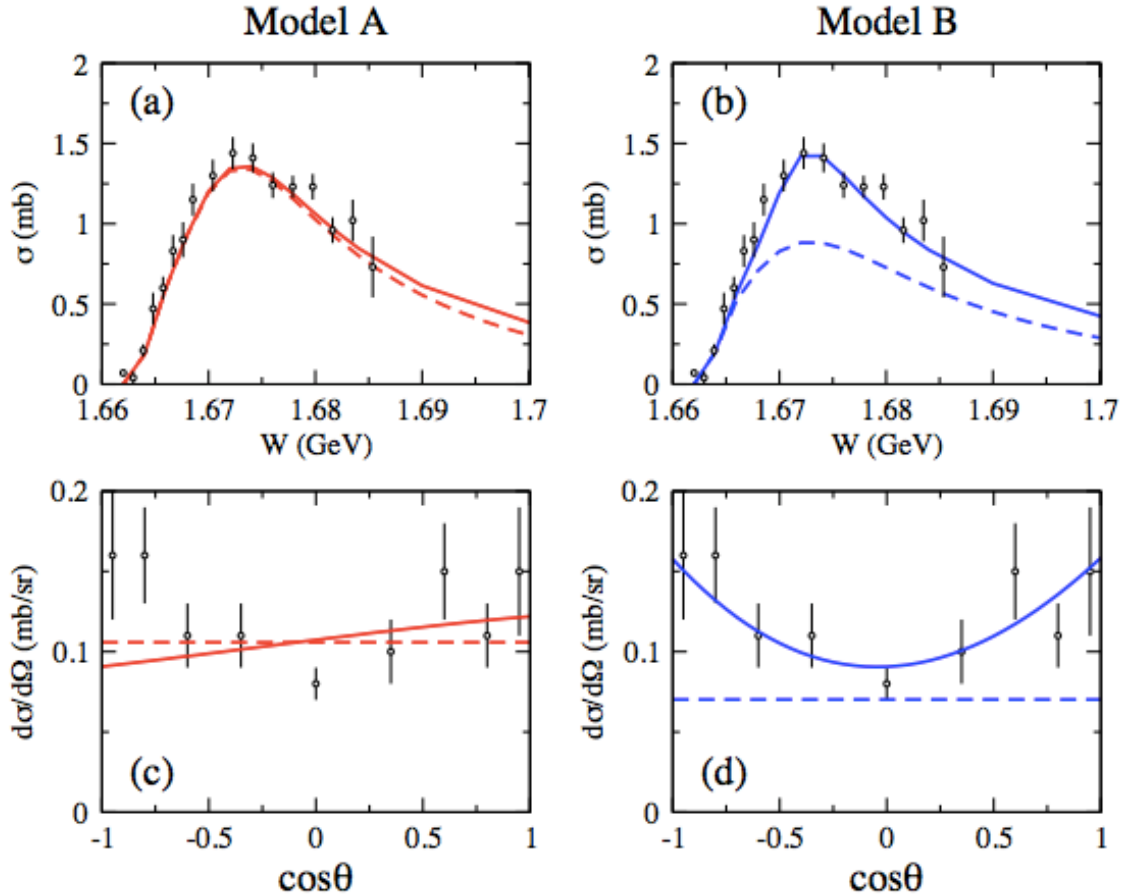 Model A
Model B
(a)
2
1.5
1
0.5
0
σ (mb)
1.66 1.67 1.68 1.69 1.7
W (GeV)
(b)
2
1.5
1
0.5
0
σ (mb)
1.66 1.67 1.68 1.69 1.7
W (GeV)
(c)
0.2
0.1
0
dσ/dΩ (mb/sr)
-1 -0.5 0 0.5 1
cosθ
(d)
0.2
0.1
0
dσ/dΩ (mb/sr)
-1 -0.5 0 0.5 1
cosθ